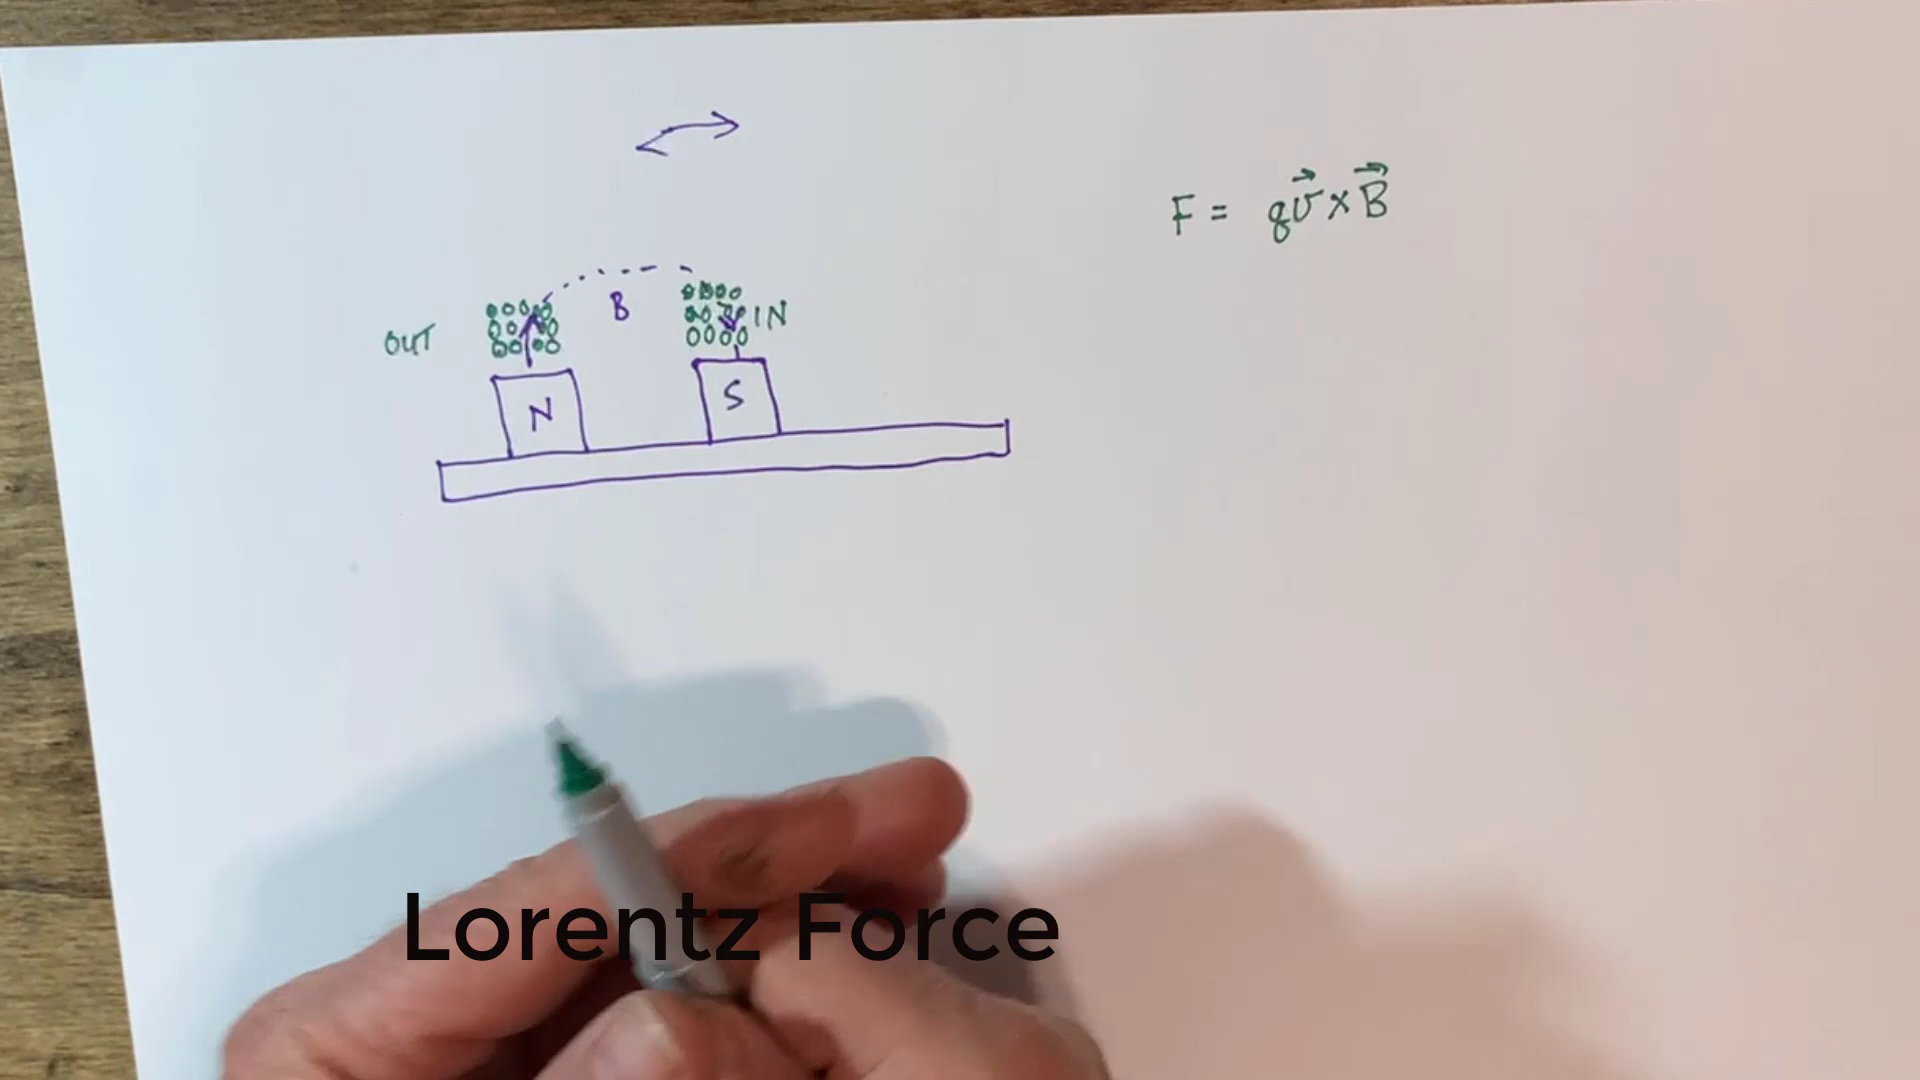 F = qv⃗ × B⃗
B
OUT
IN
N
S
Lorentz Force